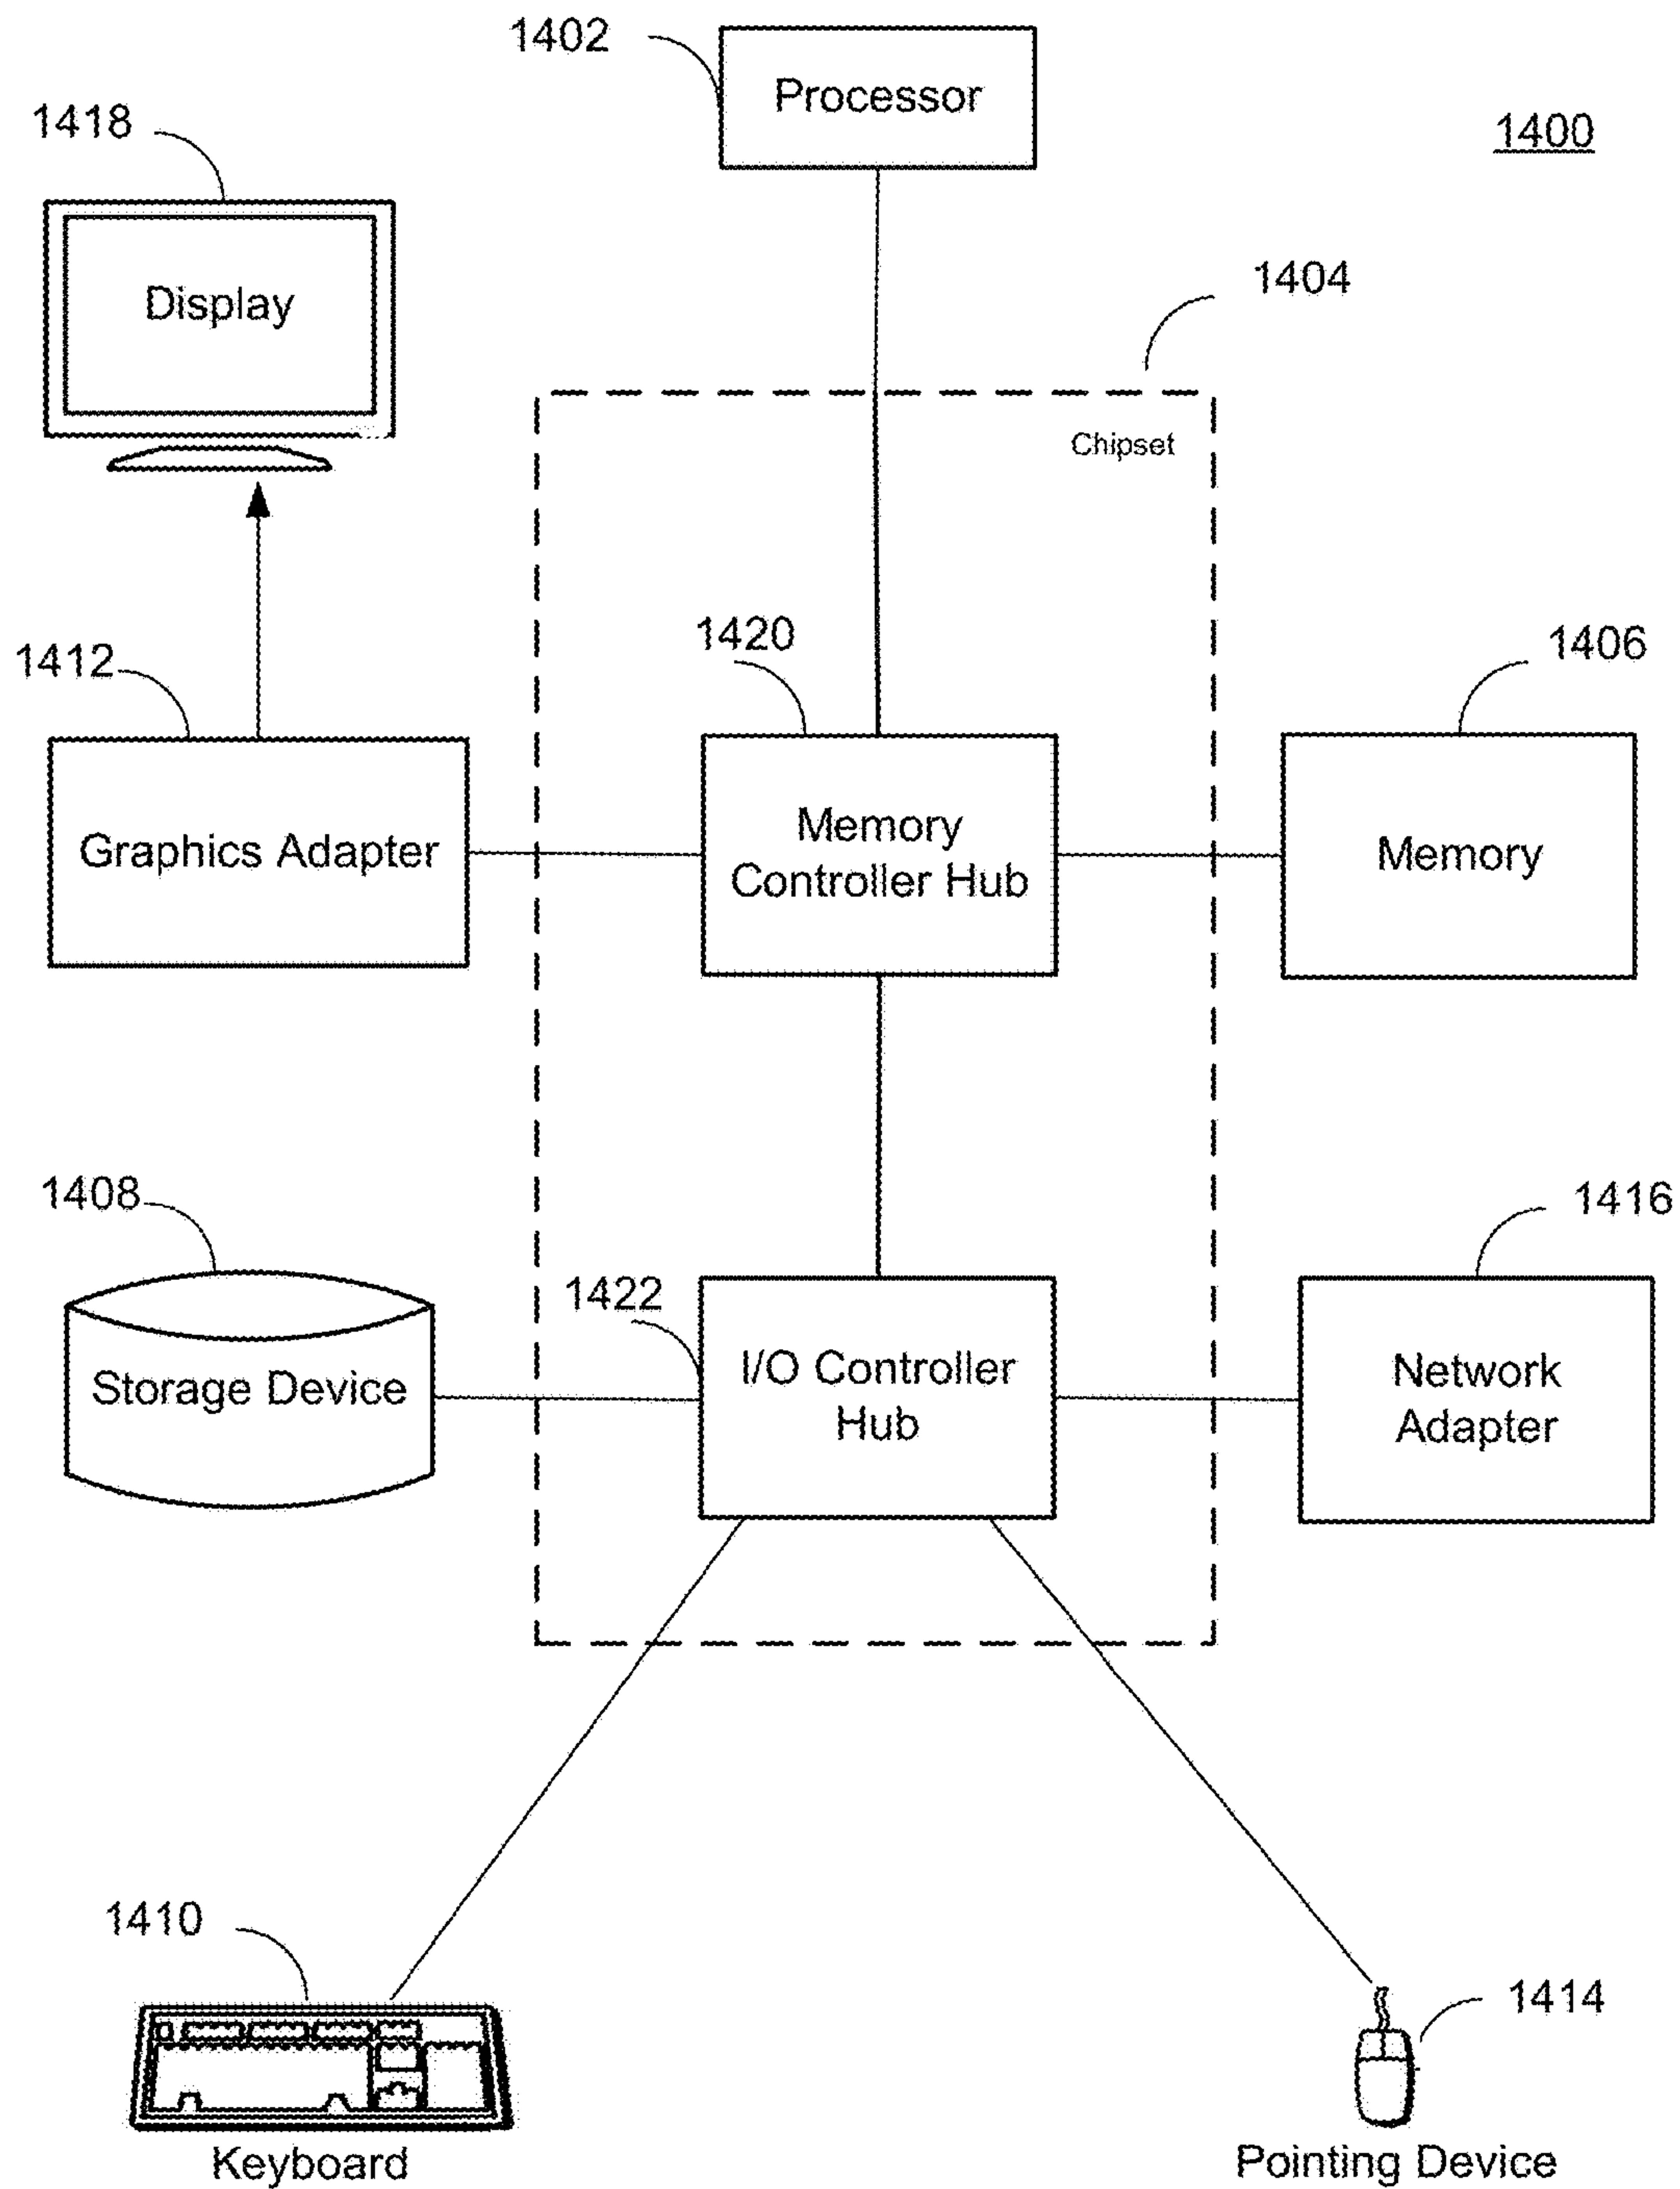 1402
Processor
1400
1418
Display
1404
Chipset
1412
Graphics Adapter
1420
Memory
Controller Hub
1406
Memory
1408
Storage Device
1422
I/O Controller
Hub
1416
Network
Adapter
1410
Keyboard
1414
Pointing Device